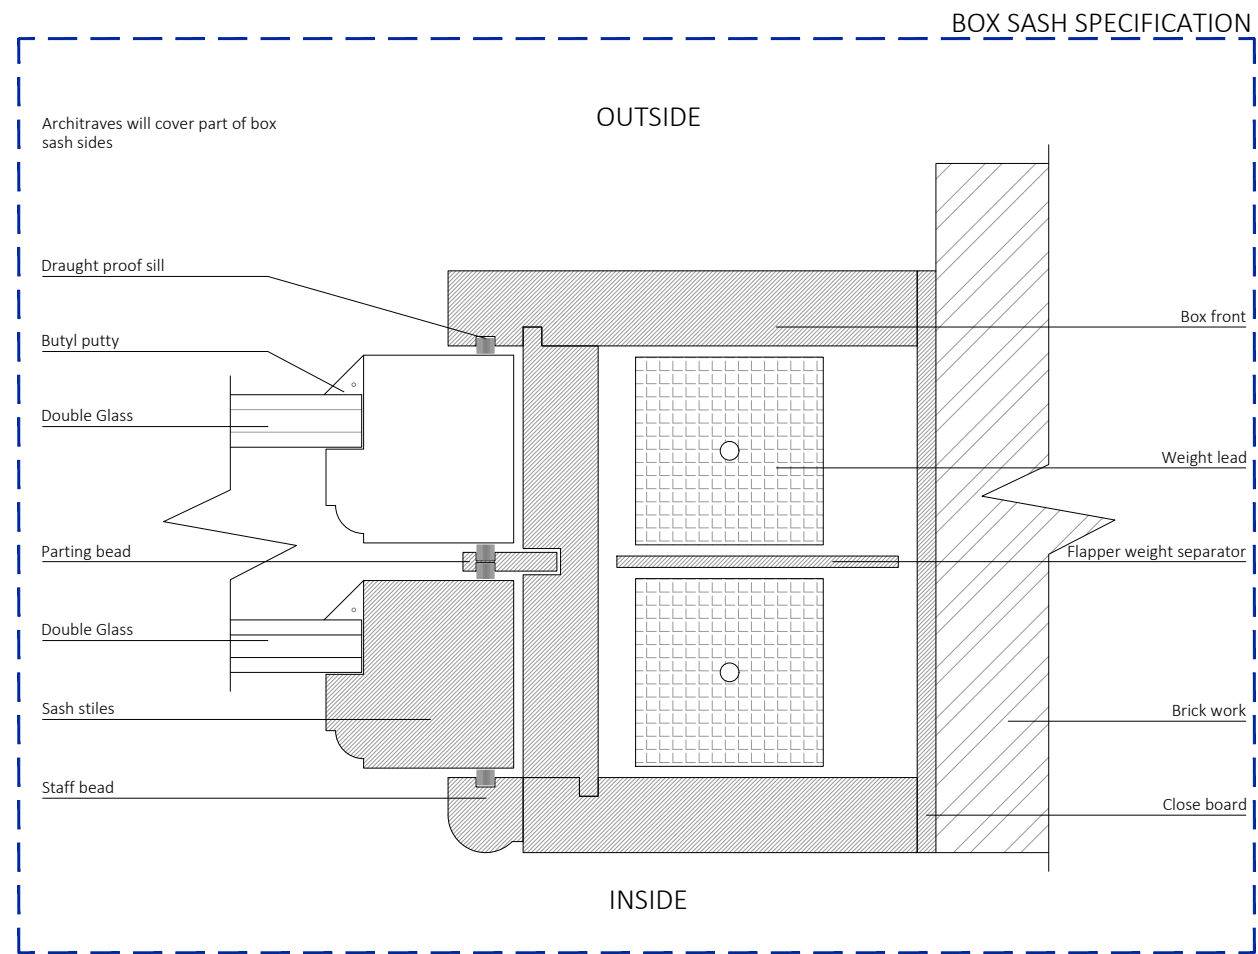 BOX SASH SPECIFICATION
OUTSIDE
Architraves will cover part of box
sash sides
Draught proof sill
Box front
Butyl putty
Double Glass
Weight lead
Parting bead
Flapper weight separator
Double Glass
Sash stiles
Brick work
Staff bead
Close board
INSIDE